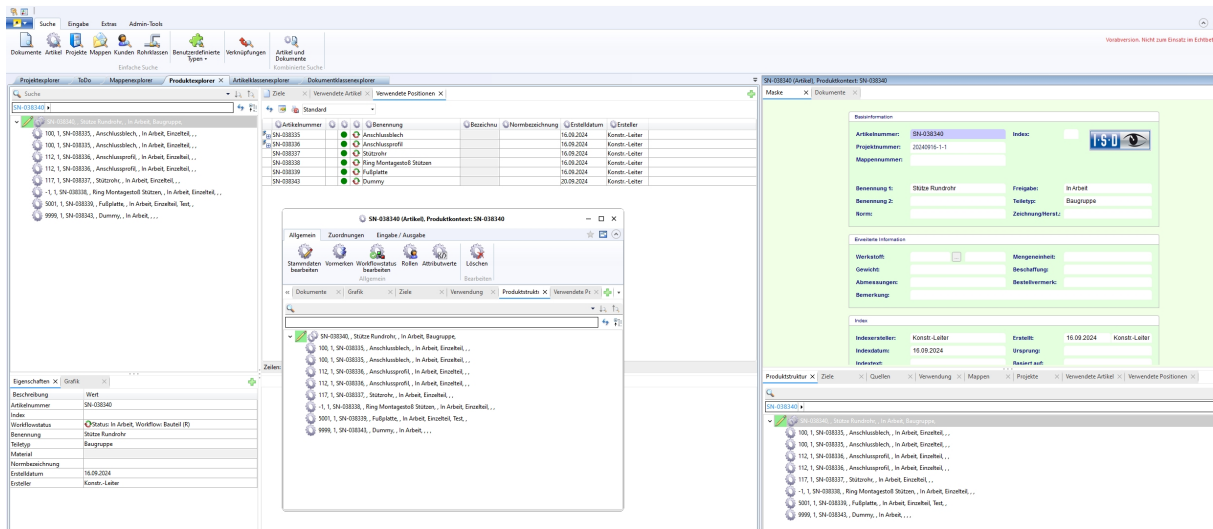 Suche Eingabe Extras Admin-Tools
Dokumente Artikel Projekte Mappen Kunden Rohrklassen Benutzerdefinierte Typen Verknüpfungen Artikel und Dokumente
Einfache Suche Kombinierte Suche
Vorabversion. Nicht zum Einsatz im Echtbet
Projektexplorer ToDo Mappenexplorer Produktexplorer Artikelklassenexplorer Dokumentklassenexplorer
Suche
SN-038340
SN-038340, , Stütze Rundrohr, , In Arbeit, Baugruppe,
100, 1, SN-038335, , Anschlussblech, , In Arbeit, Einzelteil, , ,
100, 1, SN-038335, , Anschlussblech, , In Arbeit, Einzelteil, , ,
112, 1, SN-038336, , Anschlussprofil, , In Arbeit, Einzelteil, , ,
112, 1, SN-038336, , Anschlussprofil, , In Arbeit, Einzelteil, , ,
117, 1, SN-038337, , Stützrohr, , In Arbeit, Einzelteil, , ,
-1, 1, SN-038338, , Ring Montagestoß Stützen, , In Arbeit, Einzelteil, , ,
5001, 1, SN-038339, , Fußplatte, , In Arbeit, Einzelteil, Test, ,
9999, 1, SN-038343, , Dummy, , In Arbeit, , , ,
Eigenschaften Grafik
Beschreibung Wert
Artikelnummer SN-038340
Index
Workflowstatus Status: In Arbeit, Workflow: Bauteil (R)
Benennung Stütze Rundrohr
Teiletyp Baugruppe
Material
Normbezeichnung
Erstelldatum 16.09.2024
Ersteller Konstr.-Leiter
Ziele Verwendete Artikel Verwendete Positionen
Standard
Artikelnummer Benennung Bezeichnu Normbezeichnung Erstelldatum Ersteller
SN-038335 Anschlussblech 16.09.2024 Konstr.-Leiter
SN-038336 Anschlussprofil 16.09.2024 Konstr.-Leiter
SN-038337 Stützrohr 16.09.2024 Konstr.-Leiter
SN-038338 Ring Montagestoß Stützen 16.09.2024 Konstr.-Leiter
SN-038339 Fußplatte 16.09.2024 Konstr.-Leiter
SN-038343 Dummy 20.09.2024 Konstr.-Leiter
Zeilen:
SN-038340 (Artikel), Produktkontext: SN-038340
Allgemein Zuordnungen Eingabe / Ausgabe
Stammdaten bearbeiten Vormerken Workflowstatus bearbeiten Rollen Attributwerte Löschen
Allgemein Bearbeiten
Dokumente Grafik Ziele Verwendung Produktstruktu Verwendete Po
SN-038340, , Stütze Rundrohr, , In Arbeit, Baugruppe,
100, 1, SN-038335, , Anschlussblech, , In Arbeit, Einzelteil, , ,
100, 1, SN-038335, , Anschlussblech, , In Arbeit, Einzelteil, , ,
112, 1, SN-038336, , Anschlussprofil, , In Arbeit, Einzelteil, , ,
112, 1, SN-038336, , Anschlussprofil, , In Arbeit, Einzelteil, , ,
117, 1, SN-038337, , Stützrohr, , In Arbeit, Einzelteil, , ,
-1, 1, SN-038338, , Ring Montagestoß Stützen, , In Arbeit, Einzelteil, , ,
5001, 1, SN-038339, , Fußplatte, , In Arbeit, Einzelteil, Test, ,
9999, 1, SN-038343, , Dummy, , In Arbeit, , , ,
SN-038340 (Artikel), Produktkontext: SN-038340
Maske Dokumente
Basisinformation
Artikelnummer: SN-038340 Index:
ISD
Projektnummer: 20240916-1-1
Mappennummer:
Benennung 1: Stütze Rundrohr Freigabe: In Arbeit
Benennung 2: Teiletyp: Baugruppe
Norm: Zeichnung/Herst.:
Erweiterte Information
Werkstoff: ... Mengeneinheit:
Gewicht: Beschaffung:
Abmessungen: Bestellvermerk:
Bemerkung:
Index
Indexersteller: Konstr.-Leiter Erstellt: 16.09.2024 Konstr.-Leiter
Indexdatum: 16.09.2024 Ursprung:
Indextext: Basiert auf:
Produktstruktur Ziele Quellen Verwendung Mappen Projekte Verwendete Artikel Verwendete Positionen
SN-038340
SN-038340, , Stütze Rundrohr, , In Arbeit, Baugruppe,
100, 1, SN-038335, , Anschlussblech, , In Arbeit, Einzelteil, , ,
100, 1, SN-038335, , Anschlussblech, , In Arbeit, Einzelteil, , ,
112, 1, SN-038336, , Anschlussprofil, , In Arbeit, Einzelteil, , ,
112, 1, SN-038336, , Anschlussprofil, , In Arbeit, Einzelteil, , ,
117, 1, SN-038337, , Stützrohr, , In Arbeit, Einzelteil, , ,
-1, 1, SN-038338, , Ring Montagestoß Stützen, , In Arbeit, Einzelteil, , ,
5001, 1, SN-038339, , Fußplatte, , In Arbeit, Einzelteil, Test, ,
9999, 1, SN-038343, , Dummy, , In Arbeit, , , ,